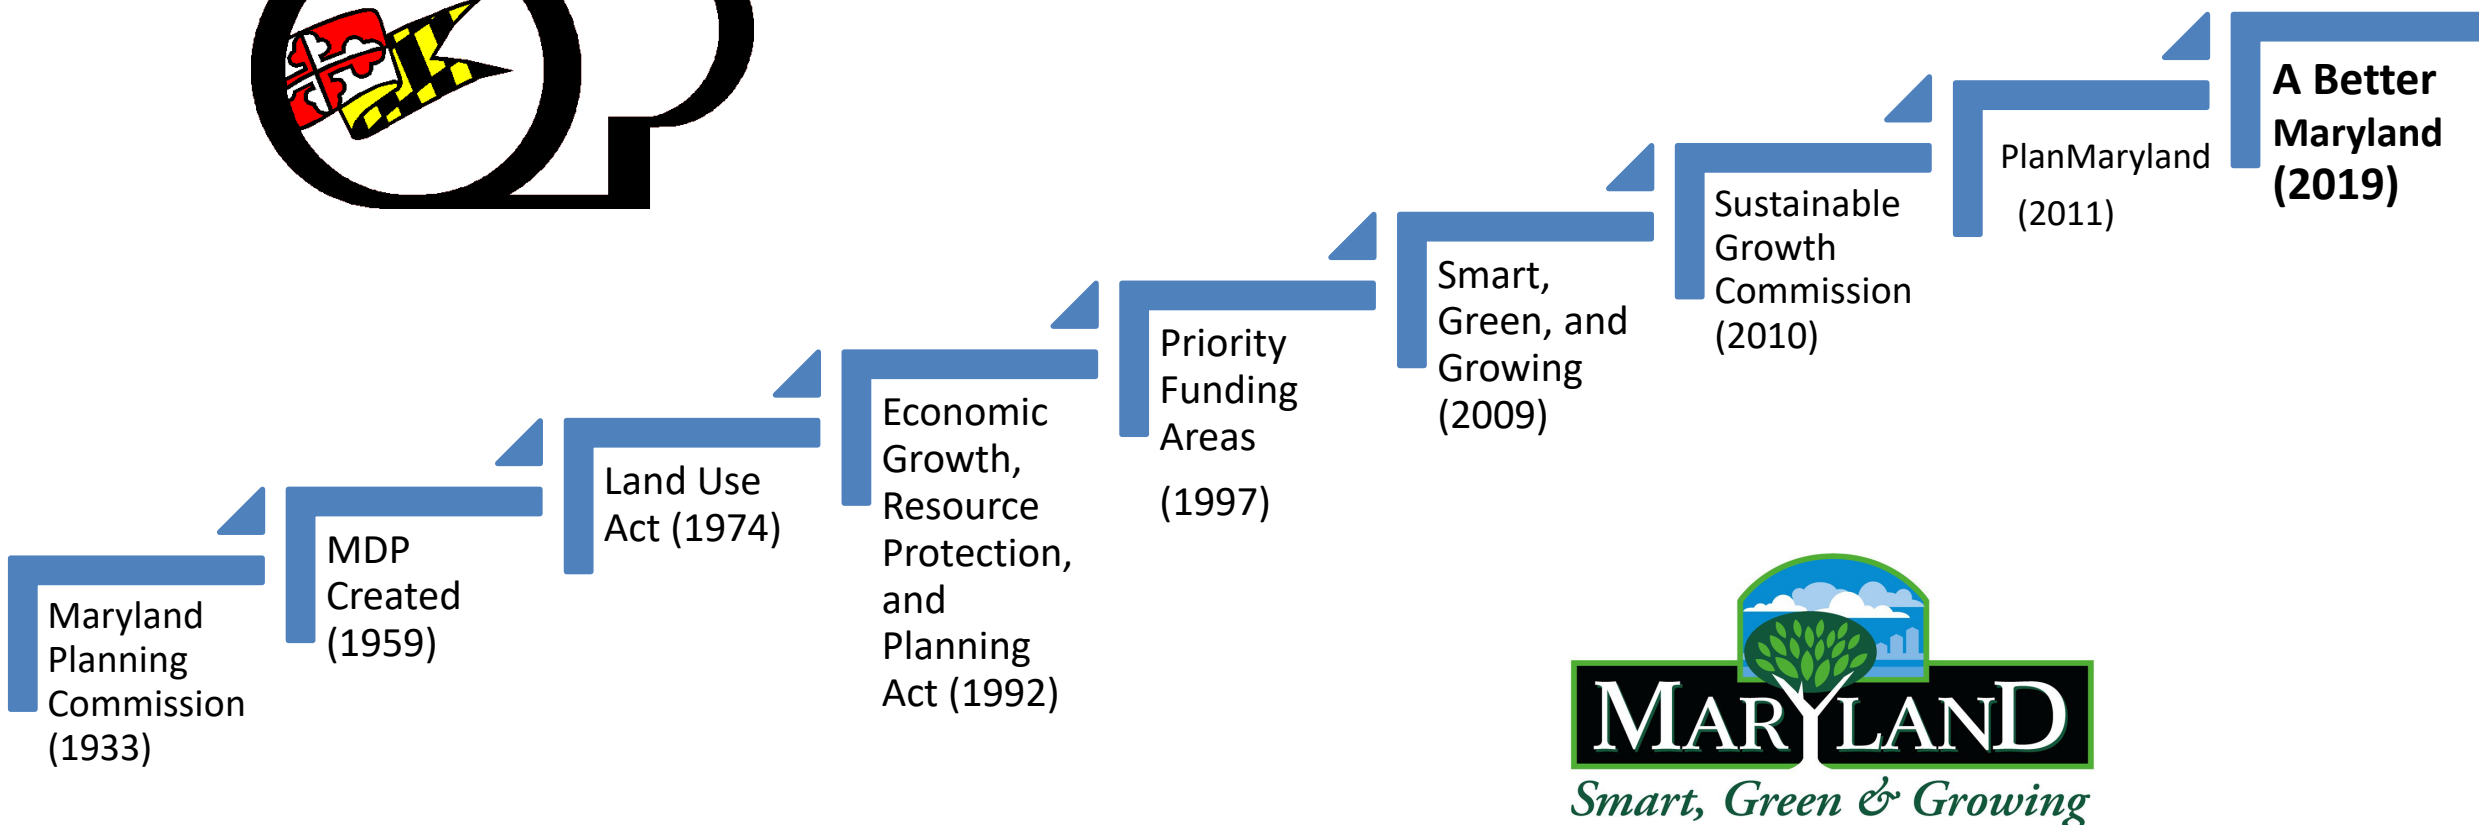 Maryland
Planning
Commission
(1933)
MDP
Created
(1959)
Land Use
Act (1974)
Economic
Growth,
Resource
Protection,
and
Planning
Act (1992)
Priority
Funding
Areas
(1997)
Smart,
Green, and
Growing
(2009)
Sustainable
Growth
Commission
(2010)
PlanMaryland
(2011)
A Better
Maryland
(2019)
MARYLAND
Smart, Green & Growing